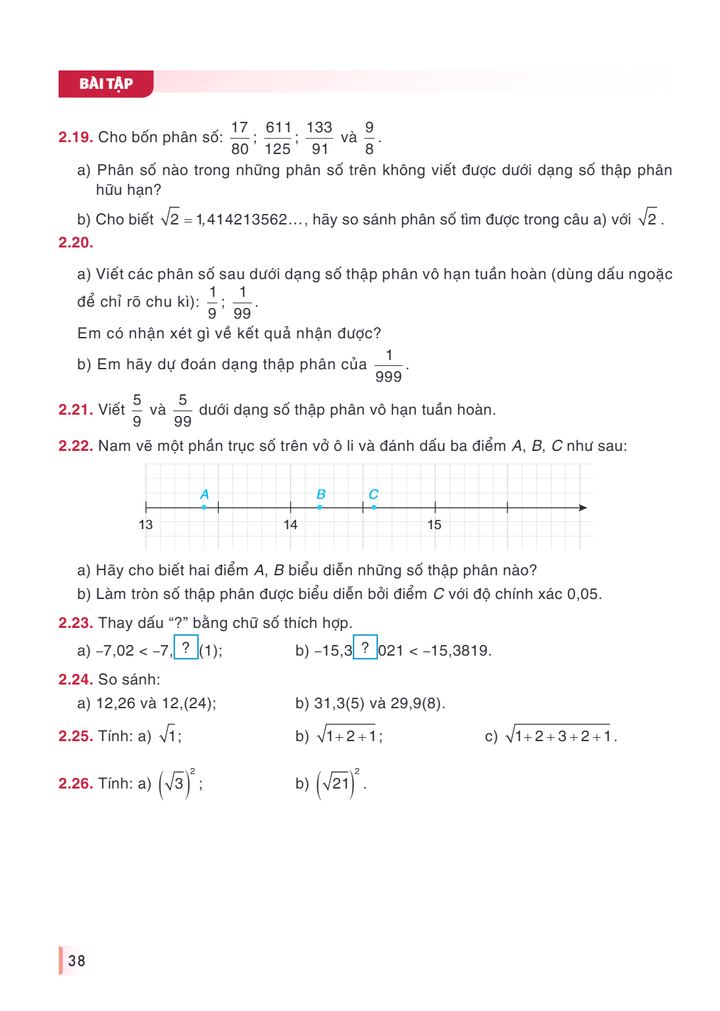 BÀI TẬP
2.19. Cho bốn phân số: 17/80 ; 611/125 ; 133/91 và 9/8 .
a) Phân số nào trong những phân số trên không viết được dưới dạng số thập phân
hữu hạn?
b) Cho biết √2 = 1,414213562..., hãy so sánh phân số tìm được trong câu a) với √2 .
2.20.
a) Viết các phân số sau dưới dạng số thập phân vô hạn tuần hoàn (dùng dấu ngoặc
để chỉ rõ chu kì): 1/9 ; 1/99 .
Em có nhận xét gì về kết quả nhận được?
b) Em hãy dự đoán dạng thập phân của 1/999 .
2.21. Viết 5/9 và 5/99 dưới dạng số thập phân vô hạn tuần hoàn.
2.22. Nam vẽ một phần trục số trên vở ô li và đánh dấu ba điểm A, B, C như sau:
A B C
13 14 15
a) Hãy cho biết hai điểm A, B biểu diễn những số thập phân nào?
b) Làm tròn số thập phân được biểu diễn bởi điểm C với độ chính xác 0,05.
2.23. Thay dấu “?” bằng chữ số thích hợp.
a) –7,02 < –7, ? (1); b) –15,3 ? 021 < –15,3819.
2.24. So sánh:
a) 12,26 và 12,(24); b) 31,3(5) và 29,9(8).
2.25. Tính: a) √1; b) √(1+2+1); c) √(1+2+3+2+1).
2.26. Tính: a) (√3)² ; b) (√21)² .
38